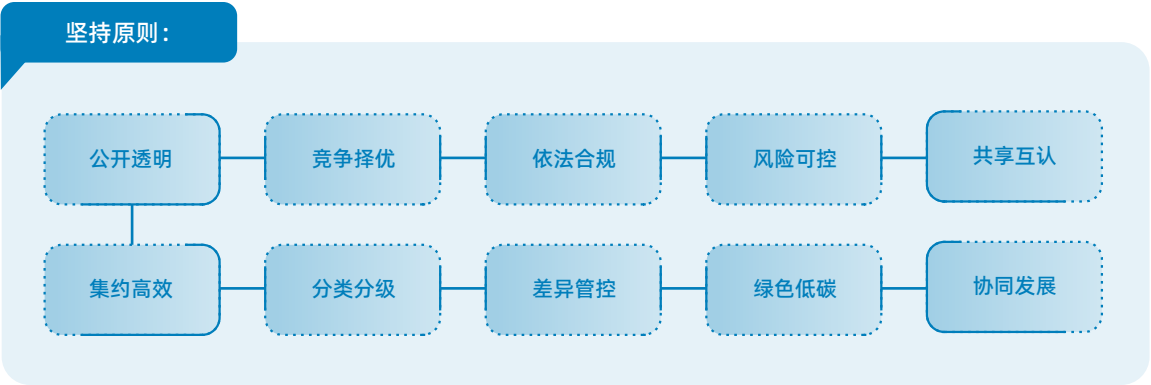 坚持原则：
公开透明
竞争择优
依法合规
风险可控
共享互认
集约高效
分类分级
差异管控
绿色低碳
协同发展